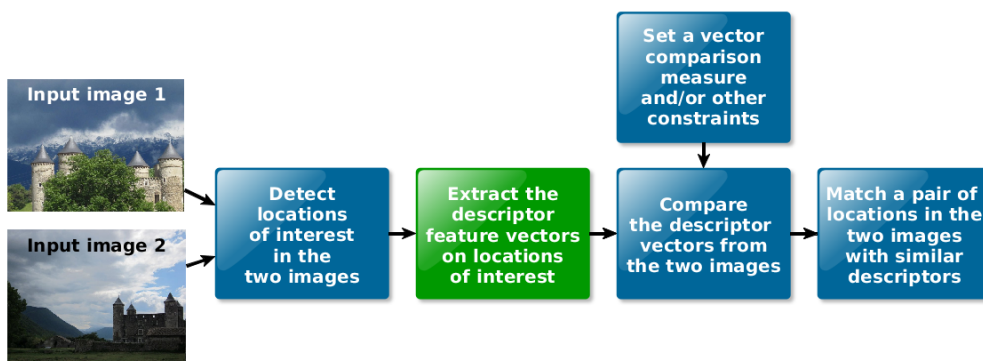 Input image 1
Input image 2
Detect
locations
of interest
in the
two images
Extract the
descriptor
feature vectors
on locations
of interest
Set a vector
comparison
measure
and/or other
constraints
Compare
the descriptor
vectors from
the two images
Match a pair of
locations in the
two images
with similar
descriptors